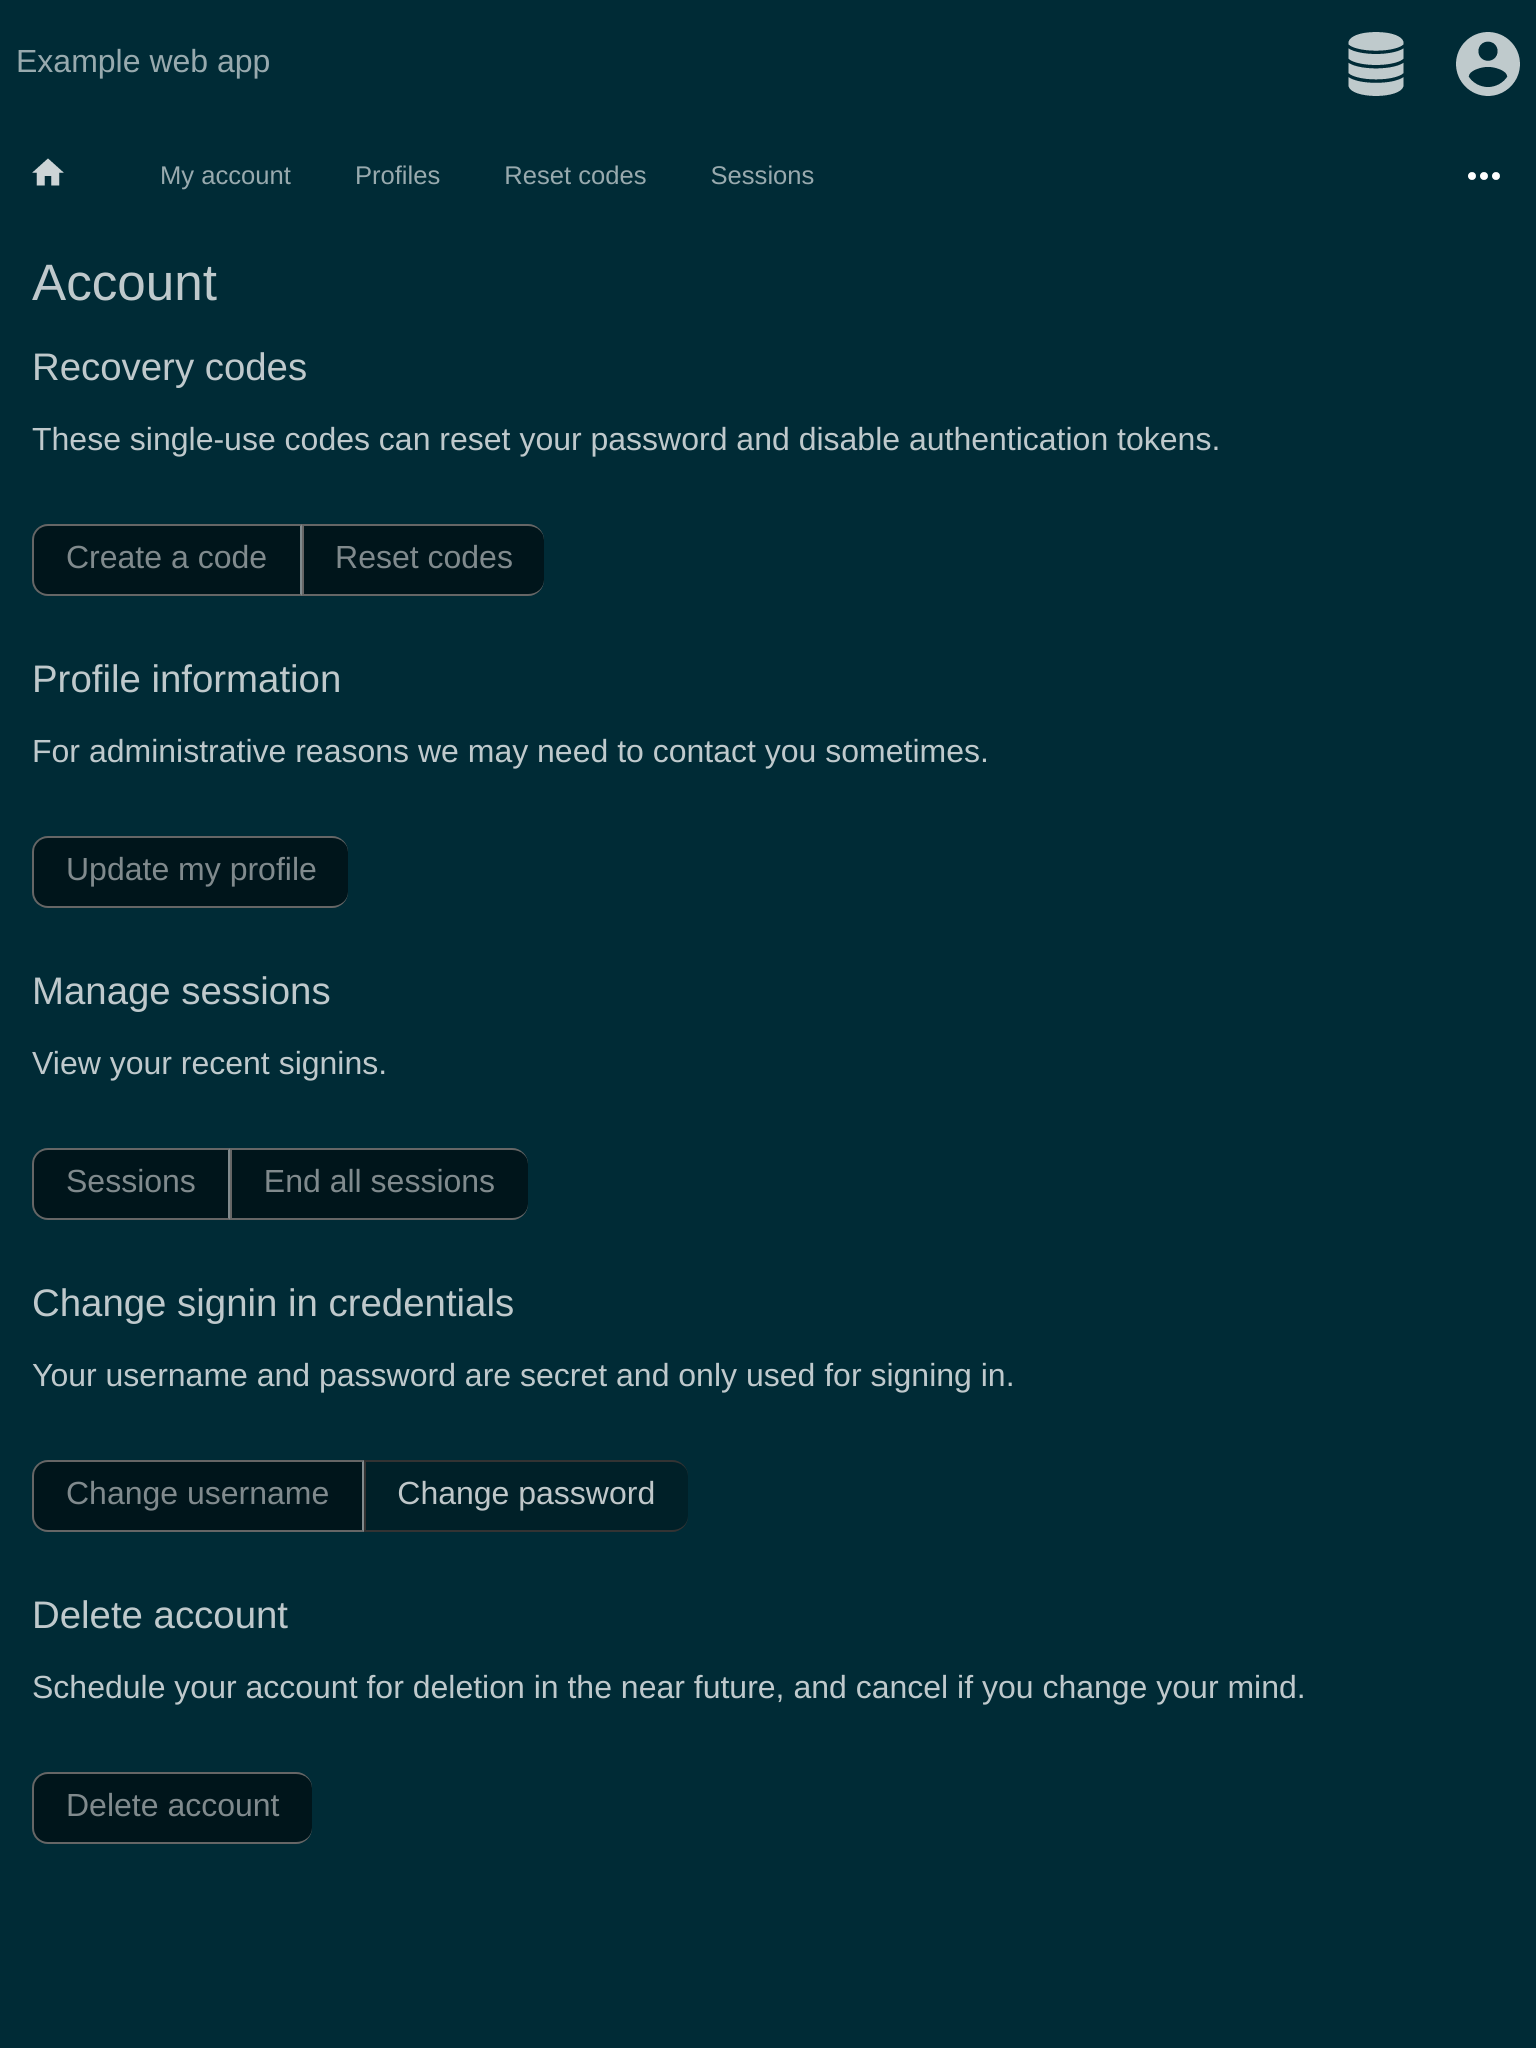 Example web app
My account Profiles Reset codes Sessions
Account
Recovery codes
These single-use codes can reset your password and disable authentication tokens.
Create a code Reset codes
Profile information
For administrative reasons we may need to contact you sometimes.
Update my profile
Manage sessions
View your recent signins.
Sessions End all sessions
Change signin in credentials
Your username and password are secret and only used for signing in.
Change username Change password
Delete account
Schedule your account for deletion in the near future, and cancel if you change your mind.
Delete account